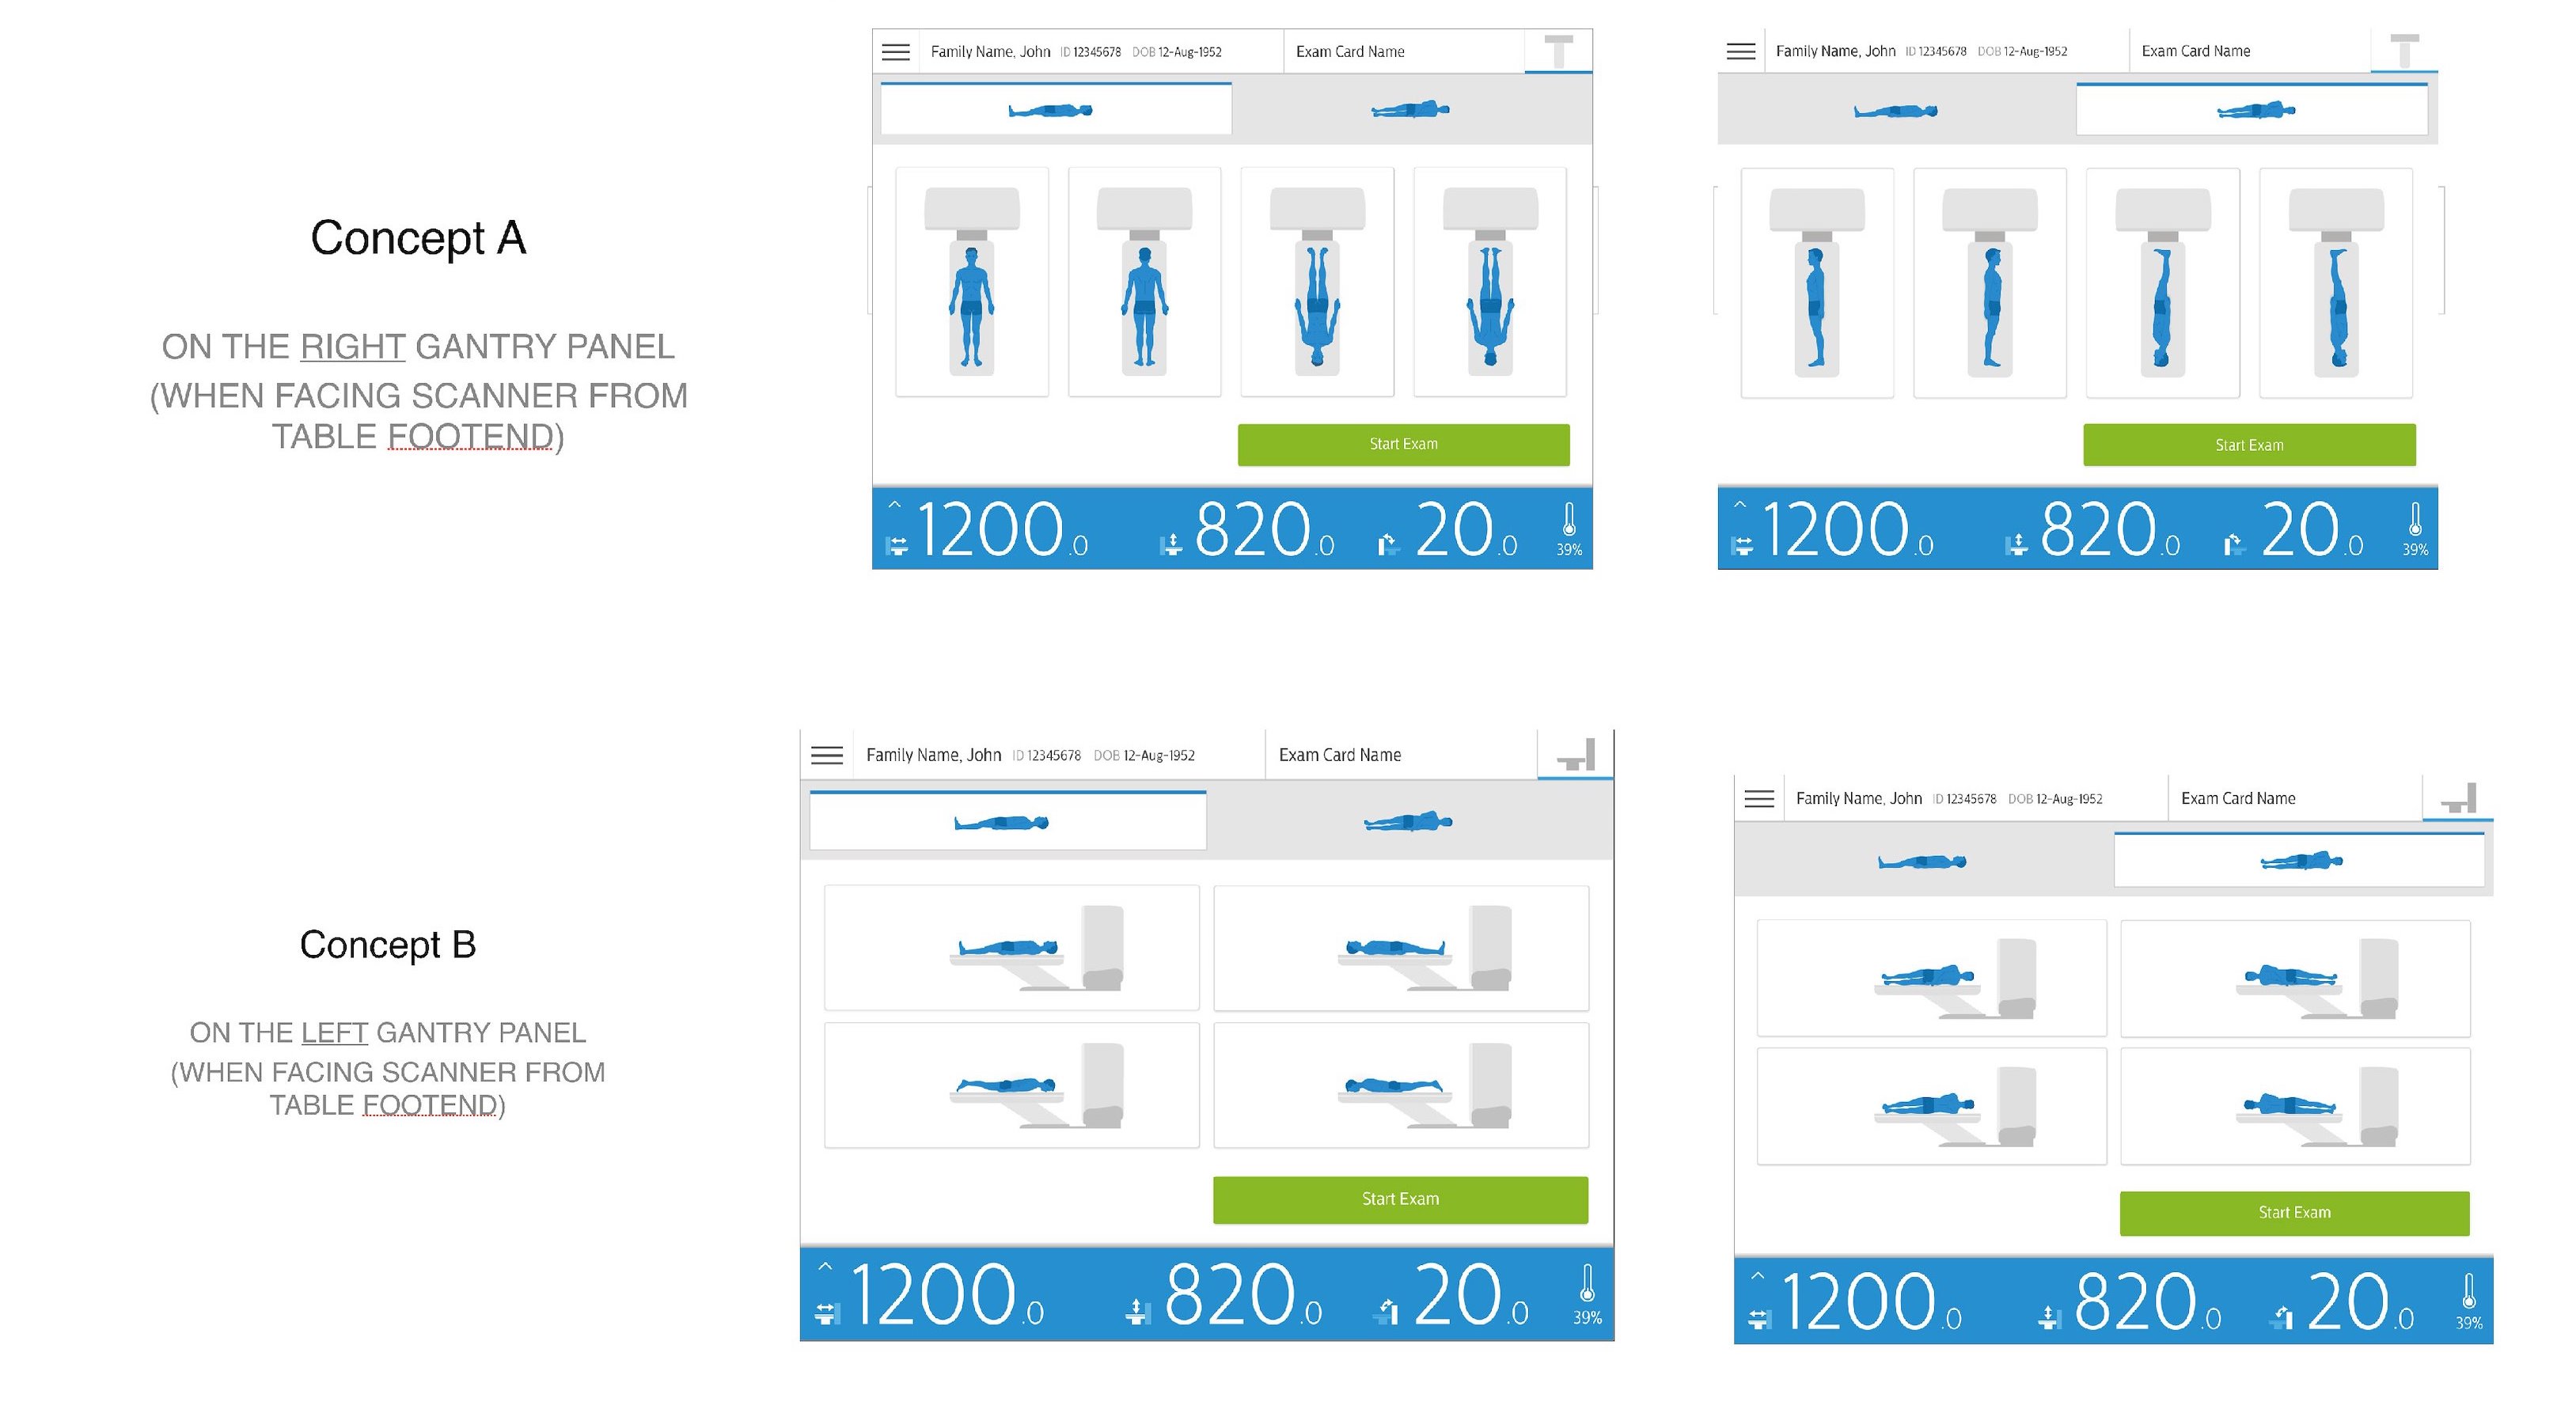 Concept A
ON THE RIGHT GANTRY PANEL
(WHEN FACING SCANNER FROM
TABLE FOOTEND)
Family Name, John ID 12345678 DOB 12-Aug-1952 Exam Card Name
Start Exam
1200.0 820.0 20.0 39%
Family Name, John ID 12345678 DOB 12-Aug-1952 Exam Card Name
Start Exam
1200.0 820.0 20.0 39%
Concept B
ON THE LEFT GANTRY PANEL
(WHEN FACING SCANNER FROM
TABLE FOOTEND)
Family Name, John ID 12345678 DOB 12-Aug-1952 Exam Card Name
Start Exam
1200.0 820.0 20.0 39%
Family Name, John ID 12345678 DOB 12-Aug-1952 Exam Card Name
Start Exam
1200.0 820.0 20.0 39%